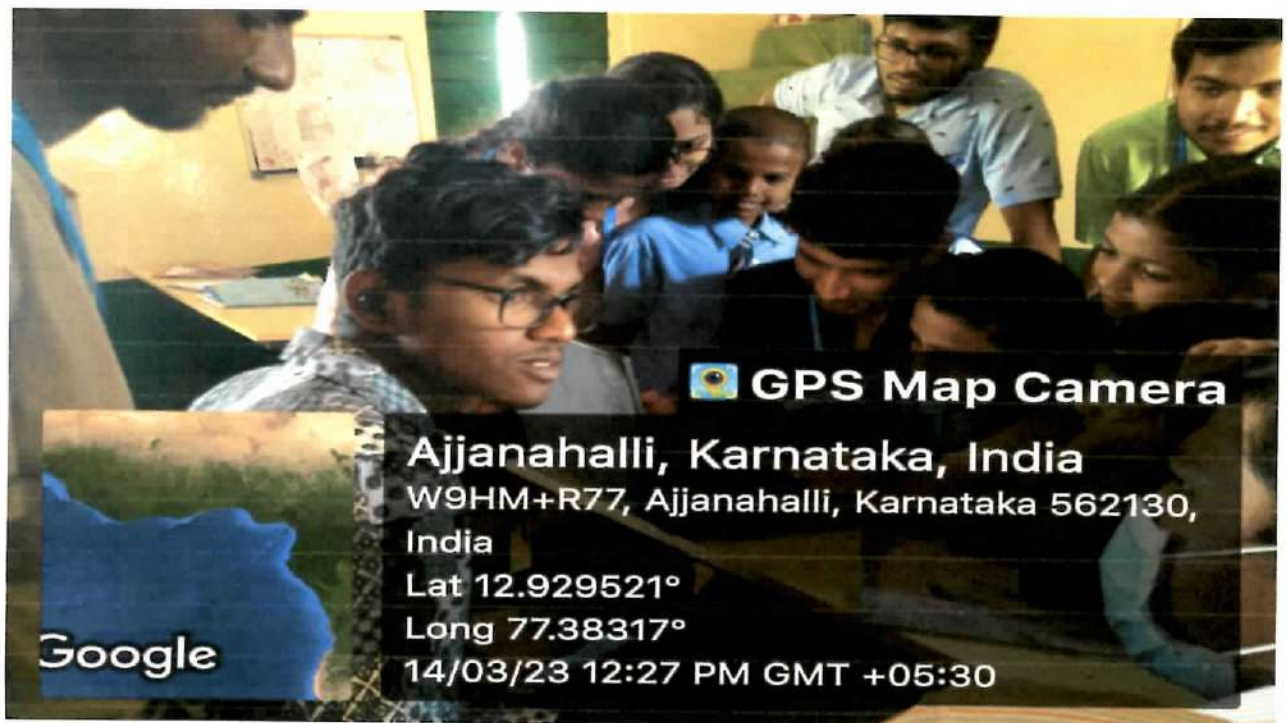 GPS Map Camera
Ajjanahalli, Karnataka, India
W9HM+R77, Ajjanahalli, Karnataka 562130,
India
Lat 12.929521°
Long 77.38317°
14/03/23 12:27 PM GMT +05:30
Google